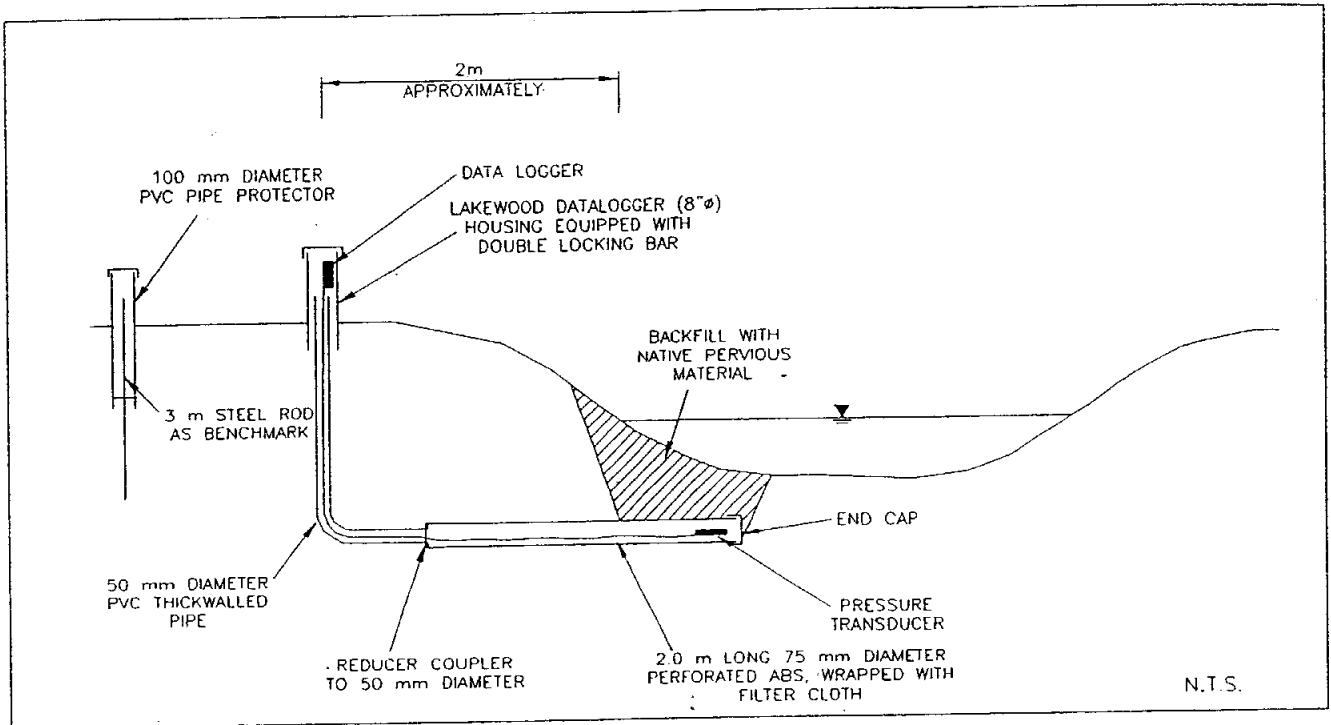 2m
APPROXIMATELY
100 mm DIAMETER
PVC PIPE PROTECTOR
DATA LOGGER
LAKEWOOD DATALOGGER (8"ø)
HOUSING EQUIPPED WITH
DOUBLE LOCKING BAR
BACKFILL WITH
NATIVE PERVIOUS
MATERIAL
3 m STEEL ROD
AS BENCHMARK
END CAP
50 mm DIAMETER
PVC THICKWALLED
PIPE
PRESSURE
TRANSDUCER
REDUCER COUPLER
TO 50 mm DIAMETER
2.0 m LONG 75 mm DIAMETER
PERFORATED ABS, WRAPPED WITH
FILTER CLOTH
N.T.S.